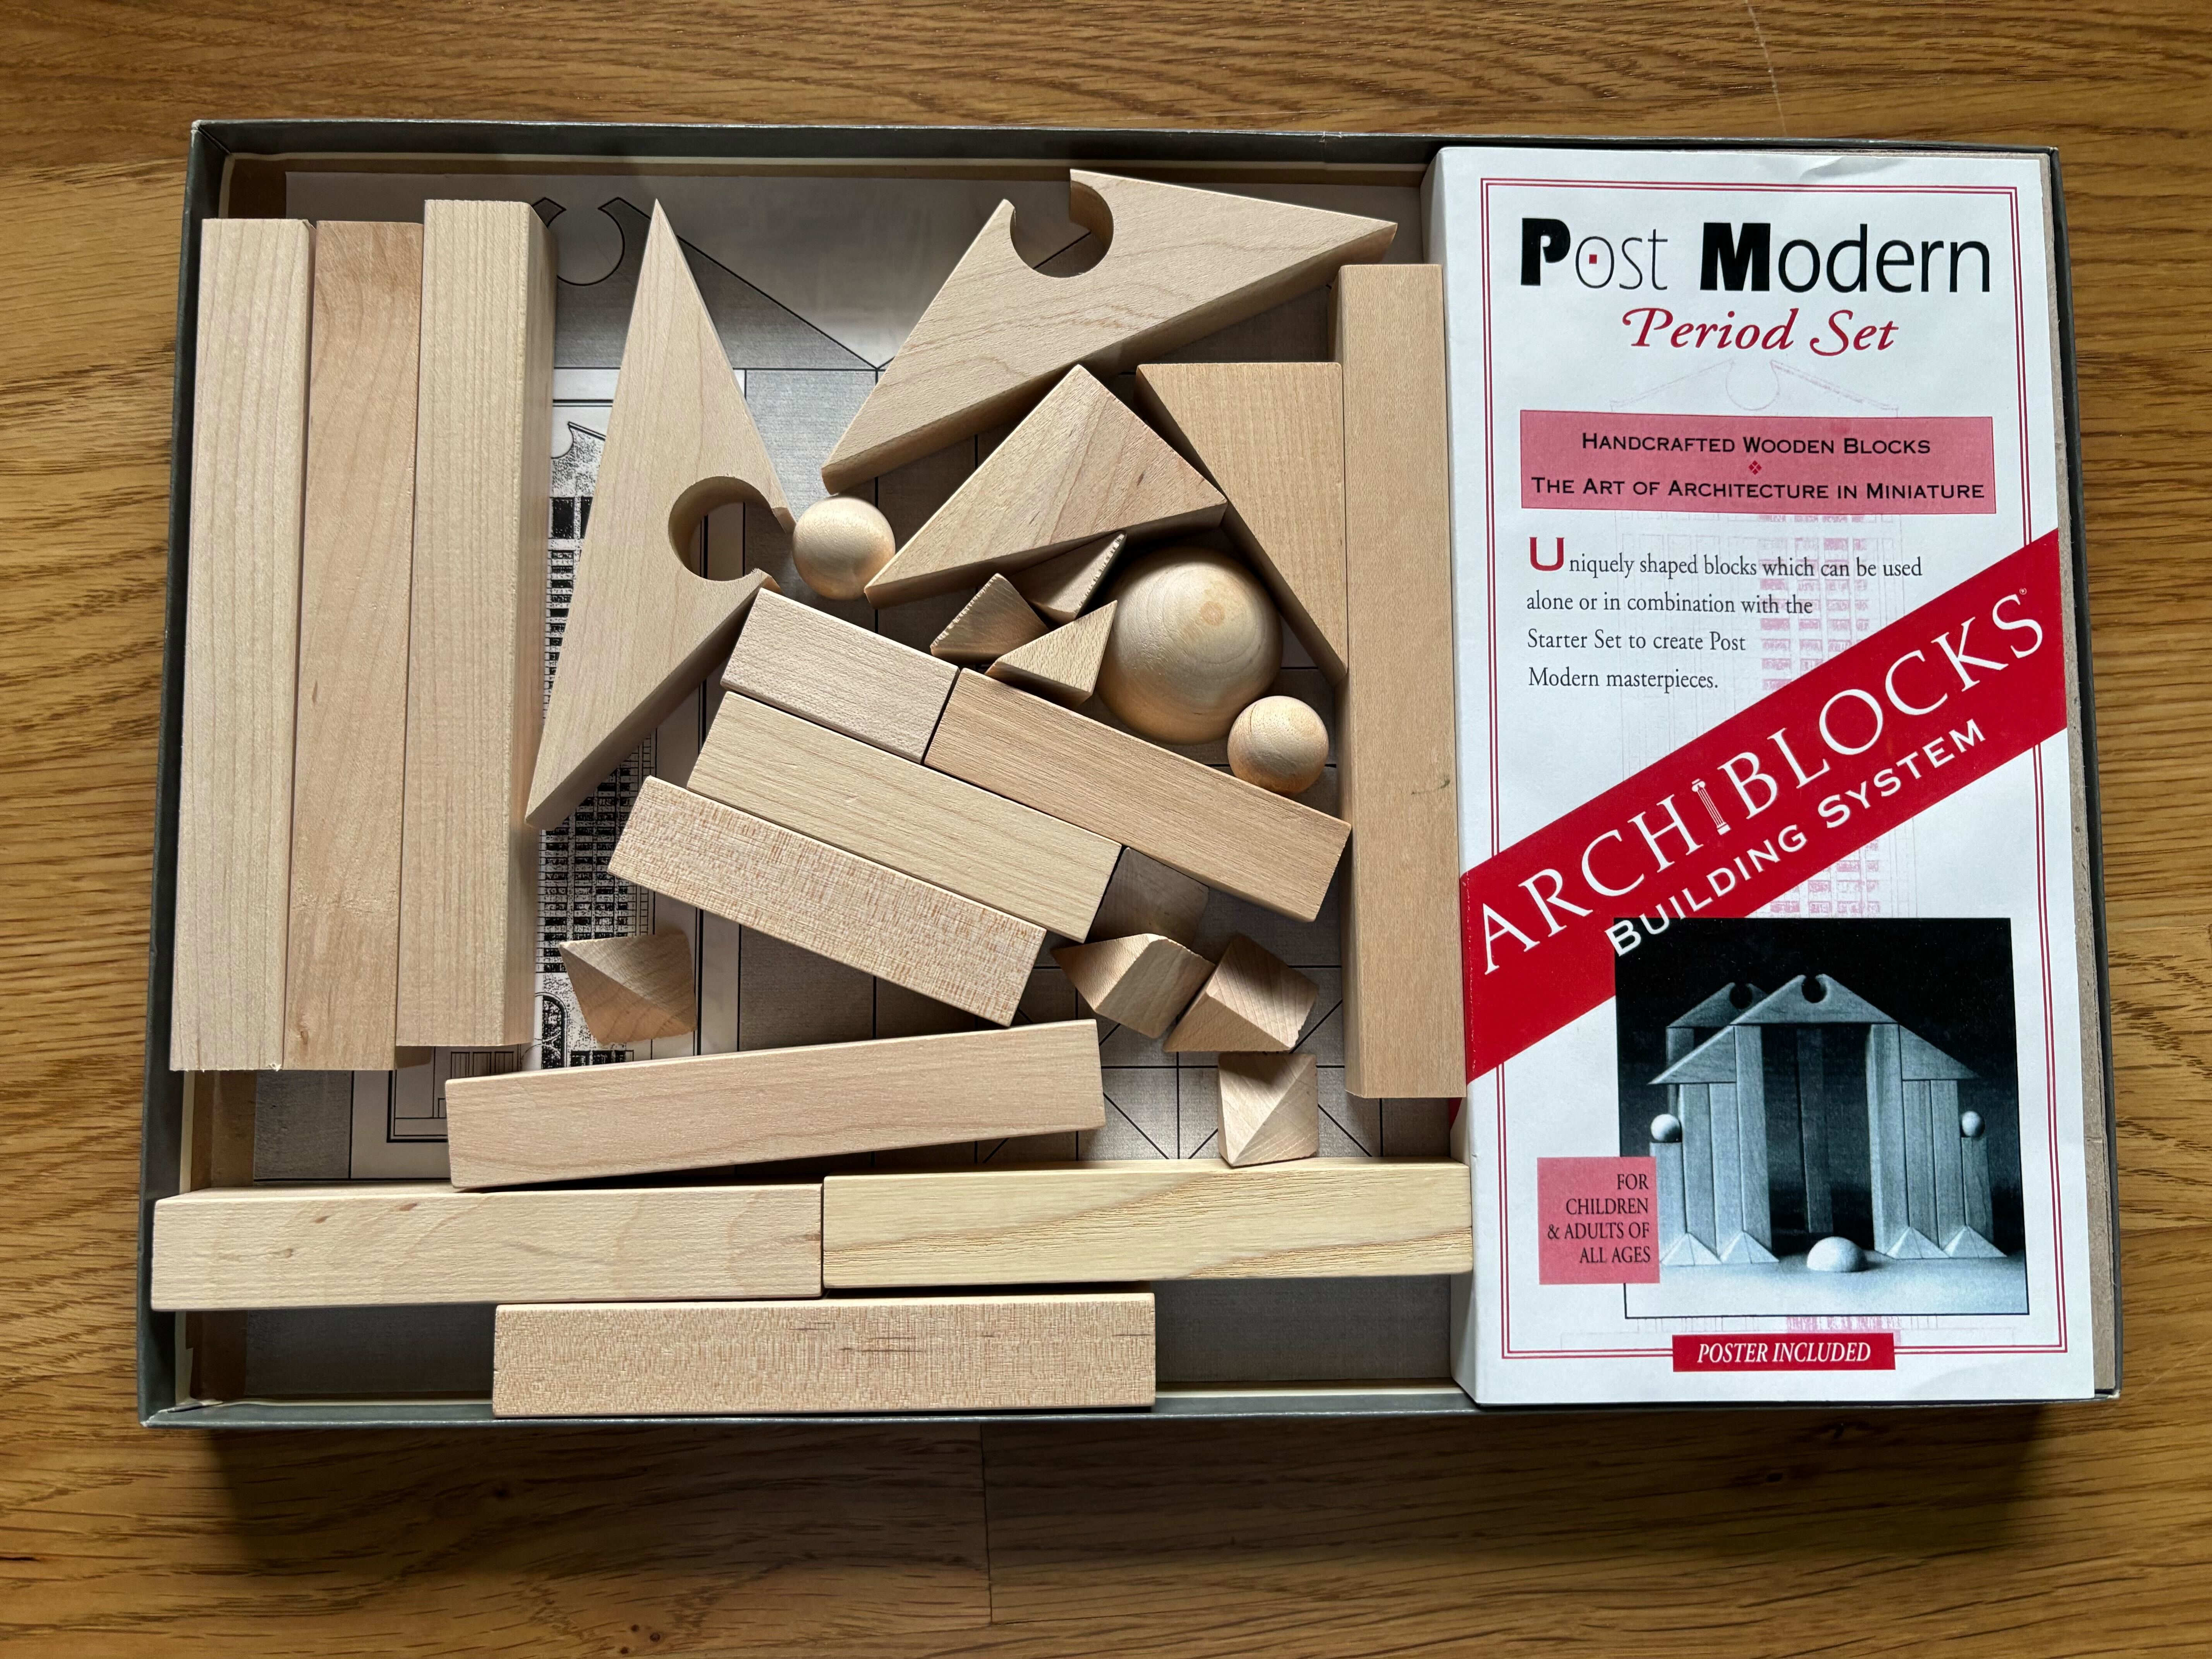 Post Modern
Period Set
HANDCRAFTED WOODEN BLOCKS
THE ART OF ARCHITECTURE IN MINIATURE
Uniquely shaped blocks which can be used
alone or in combination with the
Starter Set to create Post
Modern masterpieces.
ARCHIBLOCKS®
BUILDING SYSTEM
FOR
CHILDREN
& ADULTS OF
ALL AGES
POSTER INCLUDED